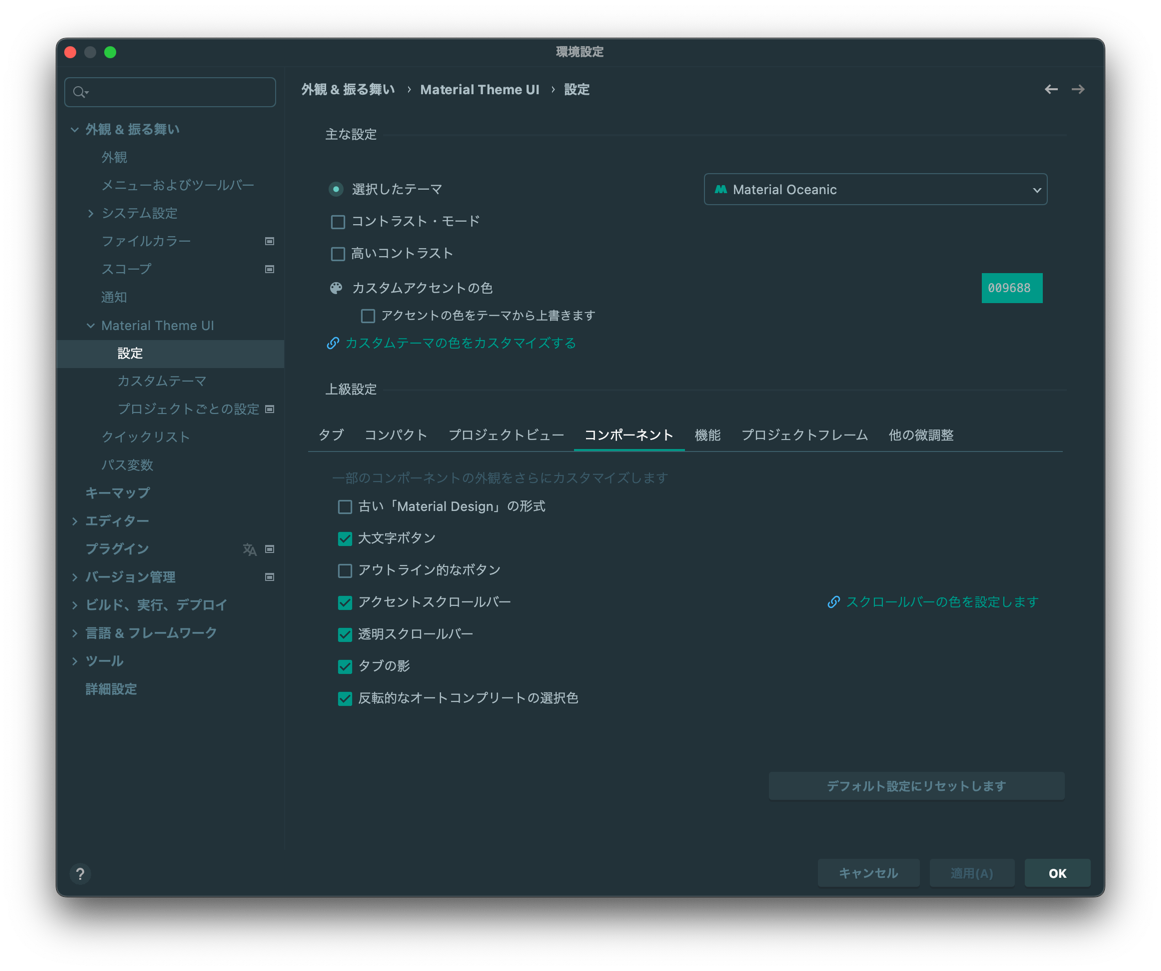 環境設定
外観 & 振る舞い
外観
メニューおよびツールバー
システム設定
ファイルカラー
スコープ
通知
Material Theme UI
設定
カスタムテーマ
プロジェクトごとの設定
クイックリスト
パス変数
キーマップ
エディター
プラグイン
バージョン管理
ビルド、実行、デプロイ
言語 & フレームワーク
ツール
詳細設定
?
外観 & 振る舞い › Material Theme UI › 設定
主な設定
選択したテーマ
Material Oceanic
コントラスト・モード
高いコントラスト
カスタムアクセントの色
009688
アクセントの色をテーマから上書きます
カスタムテーマの色をカスタマイズする
上級設定
タブ コンパクト プロジェクトビュー コンポーネント 機能 プロジェクトフレーム 他の微調整
一部のコンポーネントの外観をさらにカスタマイズします
古い「Material Design」の形式
大文字ボタン
アウトライン的なボタン
アクセントスクロールバー
スクロールバーの色を設定します
透明スクロールバー
タブの影
反転的なオートコンプリートの選択色
デフォルト設定にリセットします
キャンセル 適用(A) OK